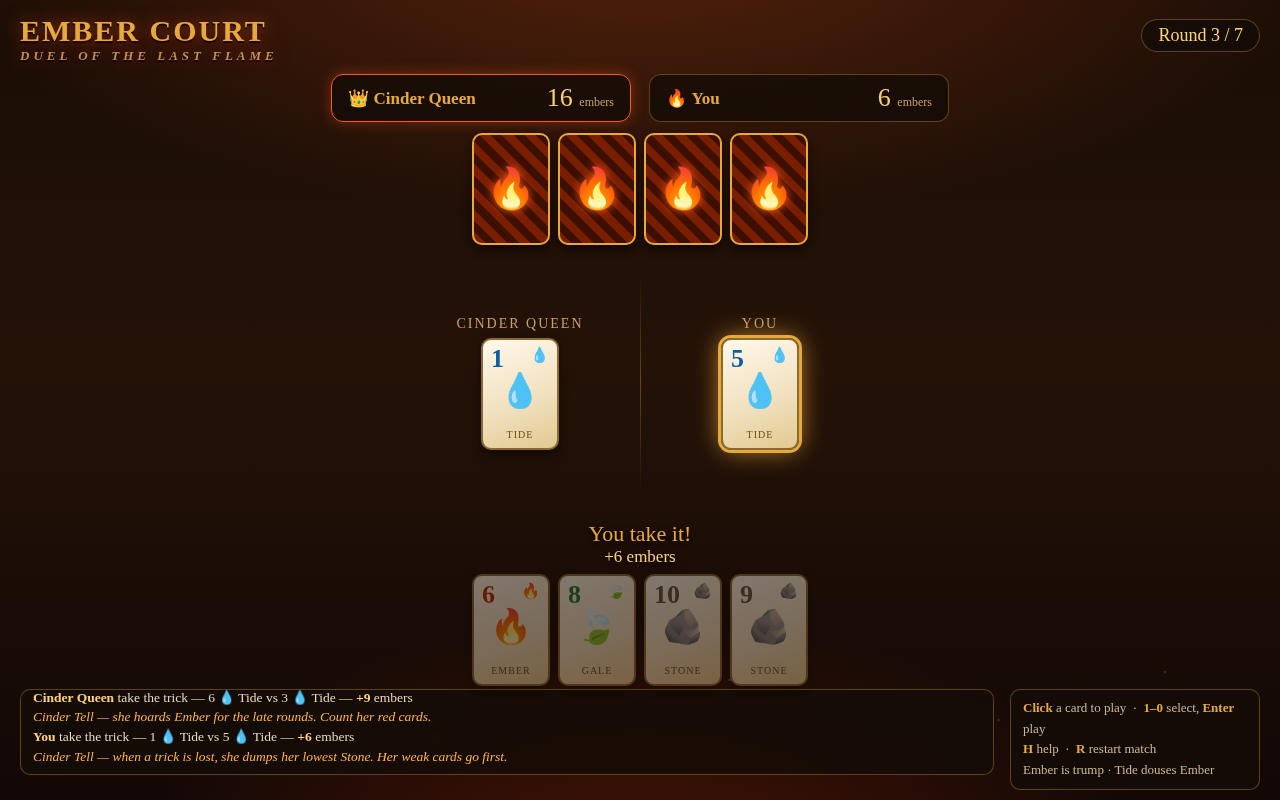 EMBER COURT
DUEL OF THE LAST FLAME
Round 3 / 7
👑 Cinder Queen 16 embers
🔥 You 6 embers
CINDER QUEEN
YOU
1
TIDE
5
TIDE
You take it!
+6 embers
6
EMBER
8
GALE
10
STONE
9
STONE
Cinder Queen take the trick — 6 💧 Tide vs 3 💧 Tide — +9 embers
Cinder Tell — she hoards Ember for the late rounds. Count her red cards.
You take the trick — 1 💧 Tide vs 5 💧 Tide — +6 embers
Cinder Tell — when a trick is lost, she dumps her lowest Stone. Her weak cards go first.
Click a card to play · 1–0 select, Enter
play
H help · R restart match
Ember is trump · Tide douses Ember